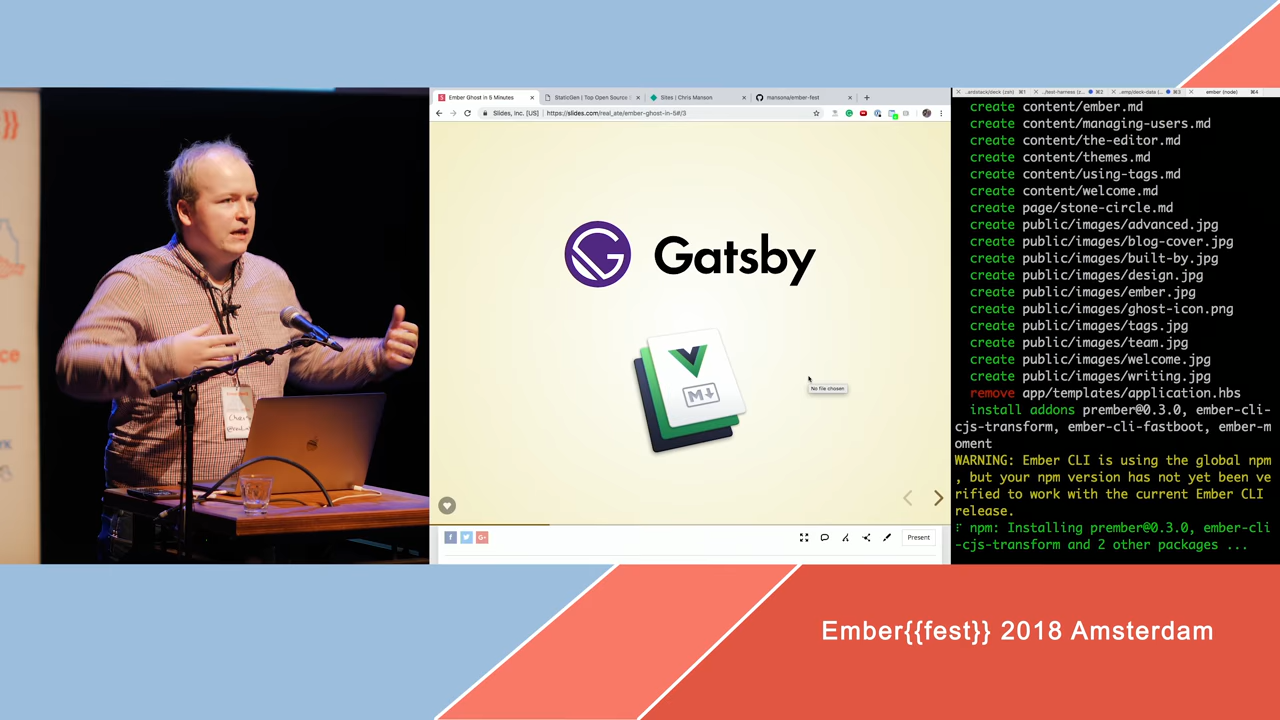 }}
ce
rk
Ember Ghost in 5 Minutes
StaticGen | Top Open Source
Sites | Chris Manson
mansona/ember-fest
Slides, Inc. [US]
https://slides.com/real_ate/ember-ghost-in-5#/3
Gatsby
M
No file chosen
Present
create content/ember.md
create content/managing-users.md
create content/the-editor.md
create content/themes.md
create content/using-tags.md
create content/welcome.md
create page/stone-circle.md
create public/images/advanced.jpg
create public/images/blog-cover.jpg
create public/images/built-by.jpg
create public/images/design.jpg
create public/images/ember.jpg
create public/images/ghost-icon.png
create public/images/tags.jpg
create public/images/team.jpg
create public/images/welcome.jpg
create public/images/writing.jpg
remove app/templates/application.hbs
install addons prember@0.3.0, ember-cli-
cjs-transform, ember-cli-fastboot, ember-m
oment
WARNING: Ember CLI is using the global npm
, but your npm version has not yet been ve
rified to work with the current Ember CLI
release.
npm: Installing prember@0.3.0, ember-cli
-cjs-transform and 2 other packages ...
Ember{{fest}} 2018 Amsterdam